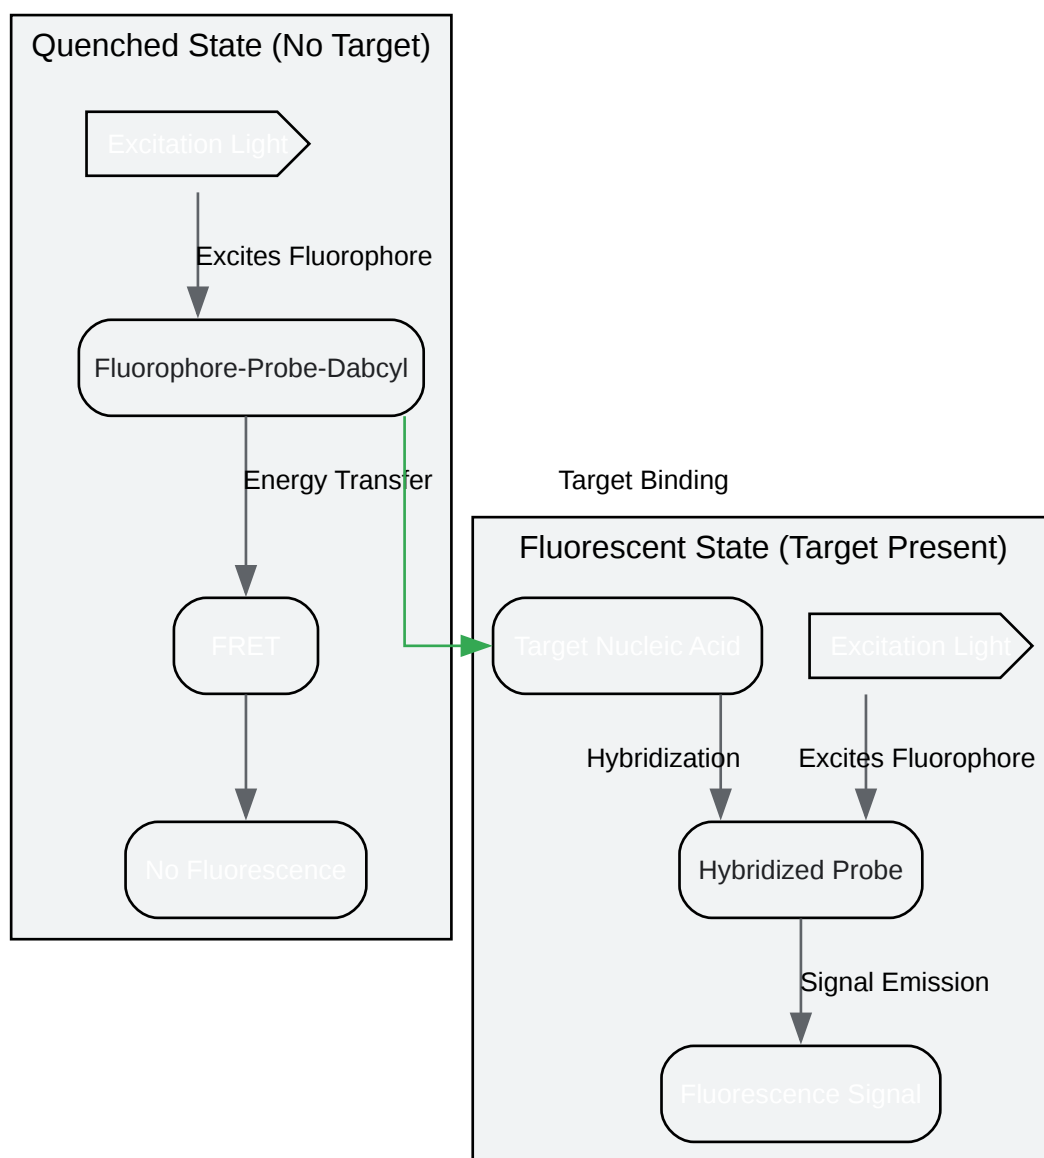 Quenched State (No Target)
Excitation Light
Excites Fluorophore
Fluorophore-Probe-Dabcyl
Energy Transfer
FRET
No Fluorescence
Target Binding
Fluorescent State (Target Present)
Target Nucleic Acid
Excitation Light
Hybridization
Excites Fluorophore
Hybridized Probe
Signal Emission
Fluorescence Signal